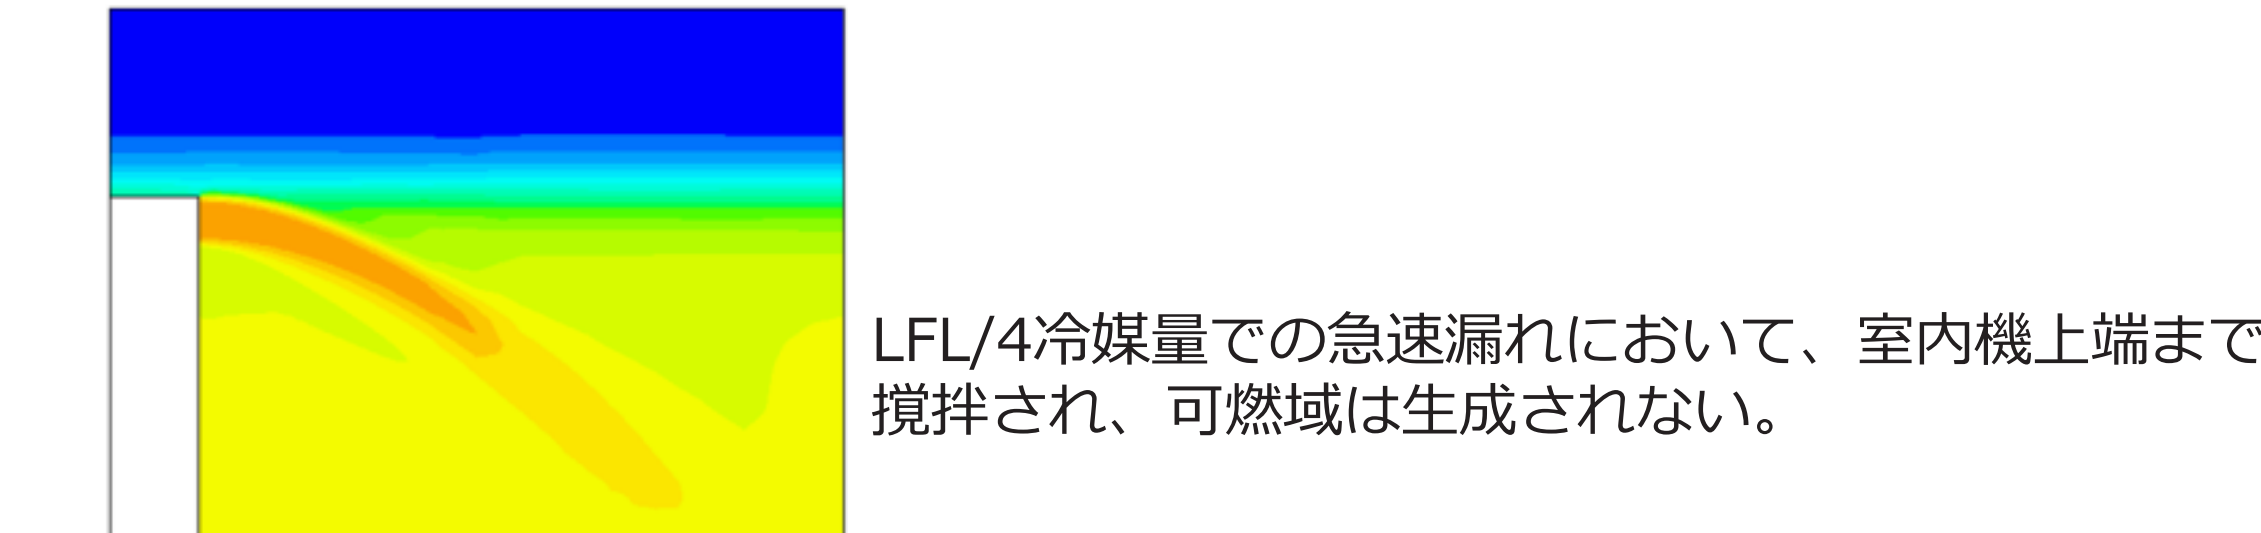 LFL/4冷媒量での急速漏れにおいて、室内機上端まで
撹拌され、可燃域は生成されない。